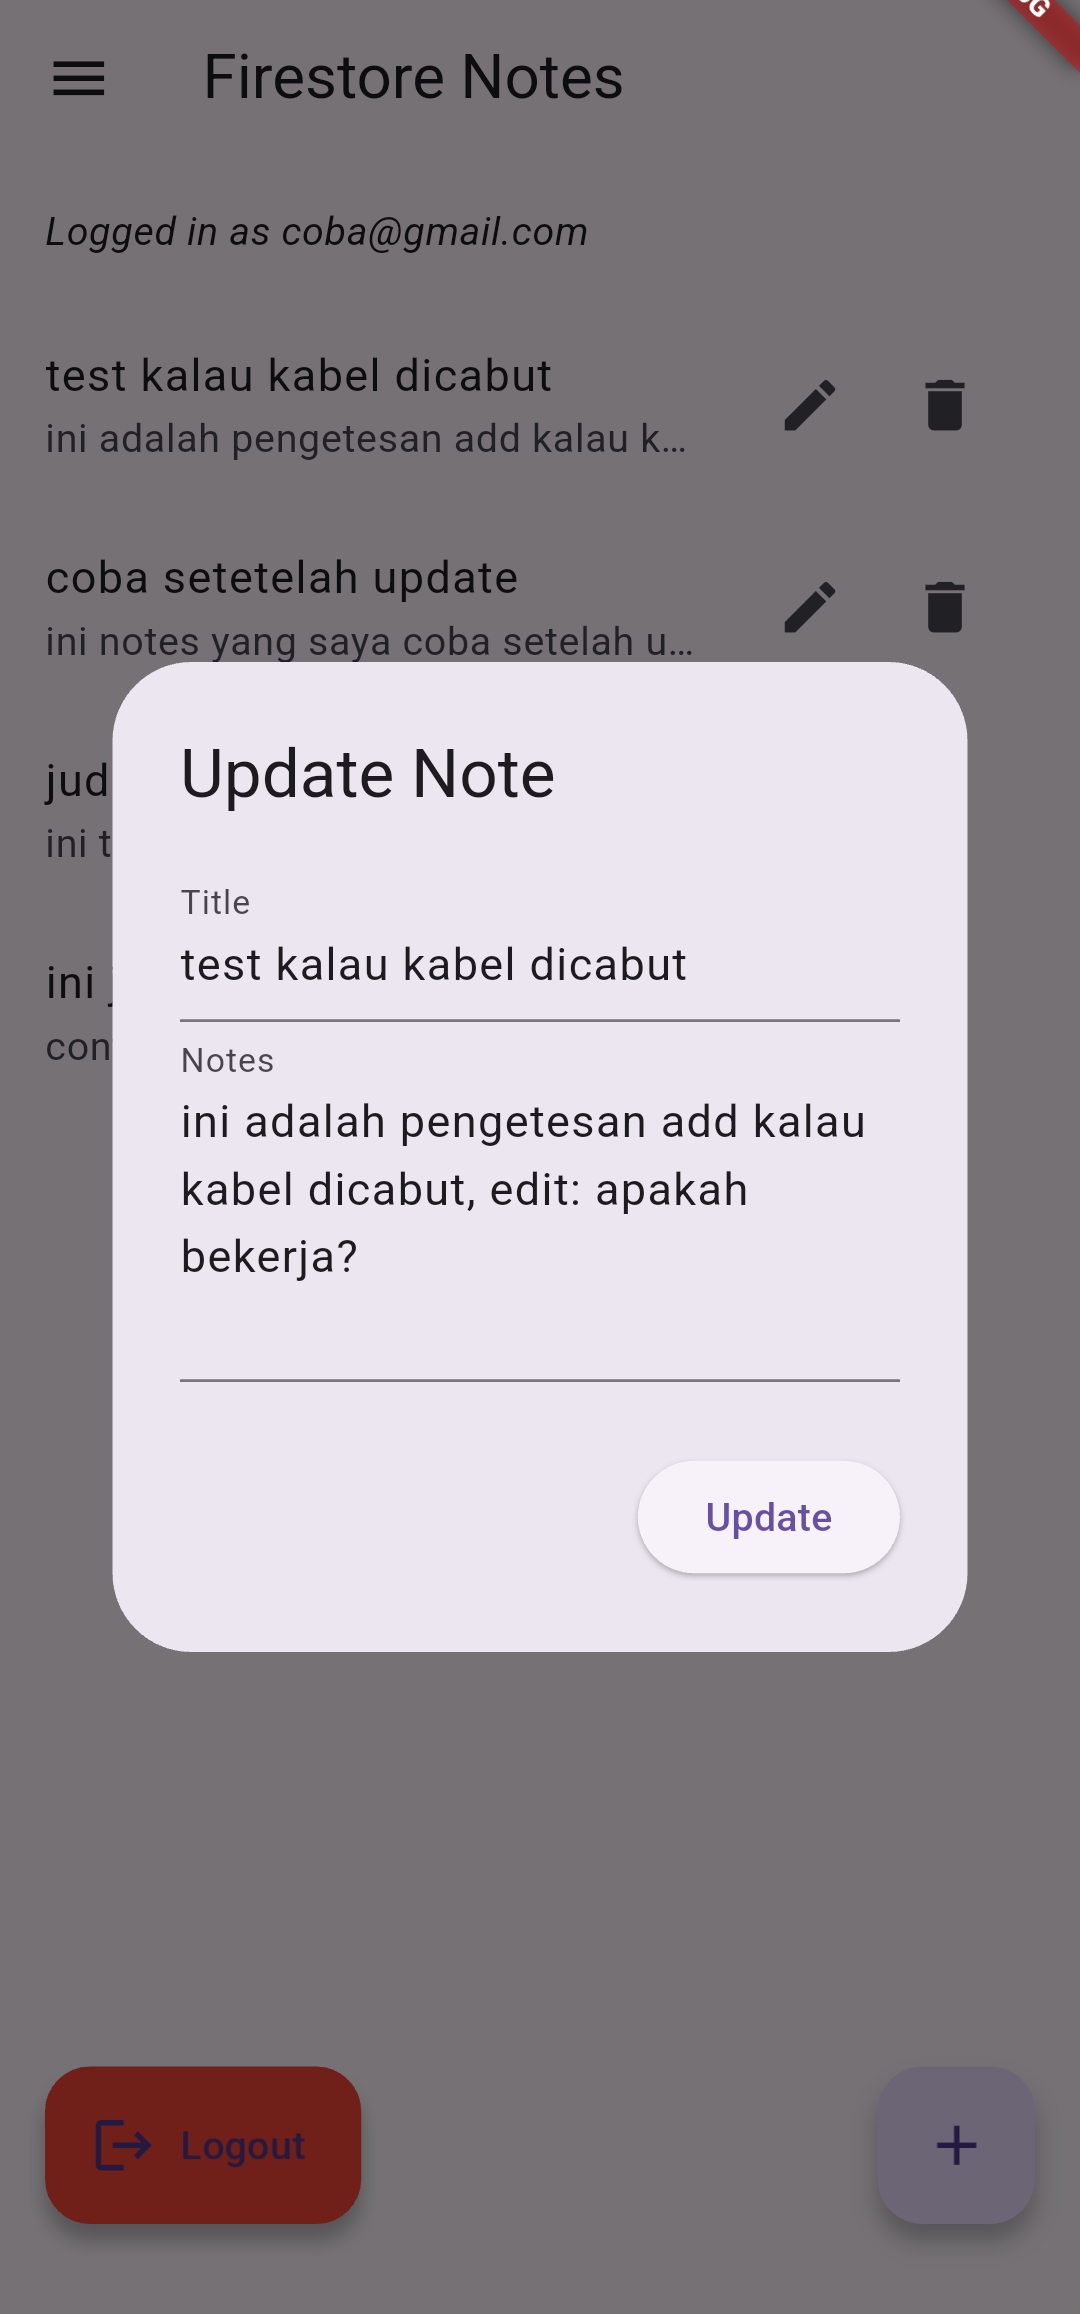 Firestore Notes
Logged in as coba@gmail.com
test kalau kabel dicabut
ini adalah pengetesan add kalau k...
coba setetelah update
ini notes yang saya coba setelah u...
jud
ini t
ini
con
Update Note
Title
test kalau kabel dicabut
Notes
ini adalah pengetesan add kalau
kabel dicabut, edit: apakah
bekerja?
Update
Logout